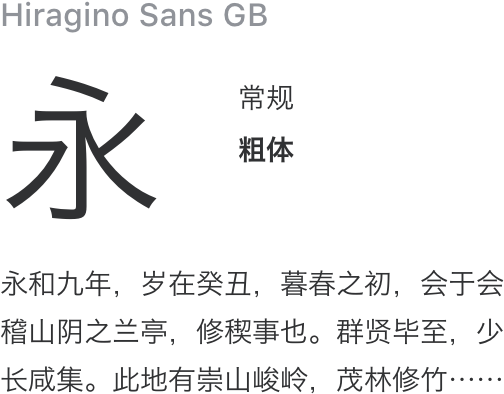 Hiragino Sans GB
永
常规
粗体
永和九年，岁在癸丑，暮春之初，会于会
稽山阴之兰亭，修稧事也。群贤毕至，少
长咸集。此地有崇山峻岭，茂林修竹……